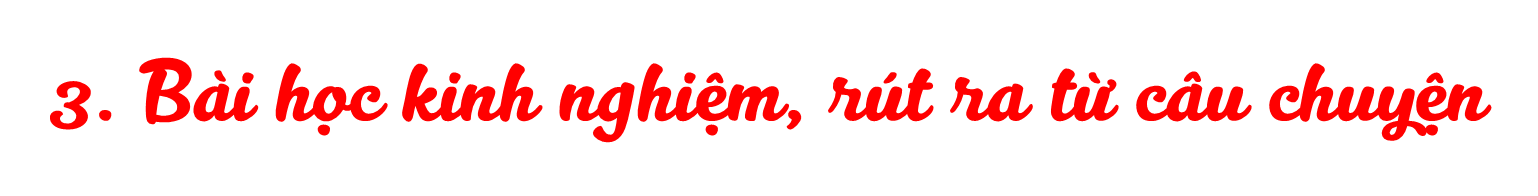 3. Bài học kinh nghiệm, rút ra từ câu chuyện